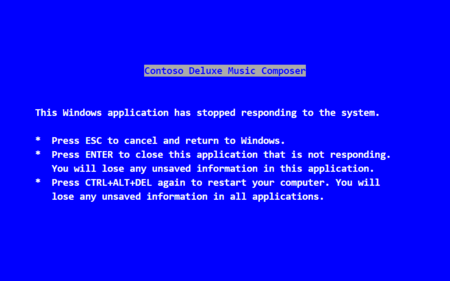 Contoso Deluxe Music Composer
This Windows application has stopped responding to the system.
*  Press ESC to cancel and return to Windows.
*  Press ENTER to close this application that is not responding.
You will lose any unsaved information in this application.
*  Press CTRL+ALT+DEL again to restart your computer. You will
lose any unsaved information in all applications.